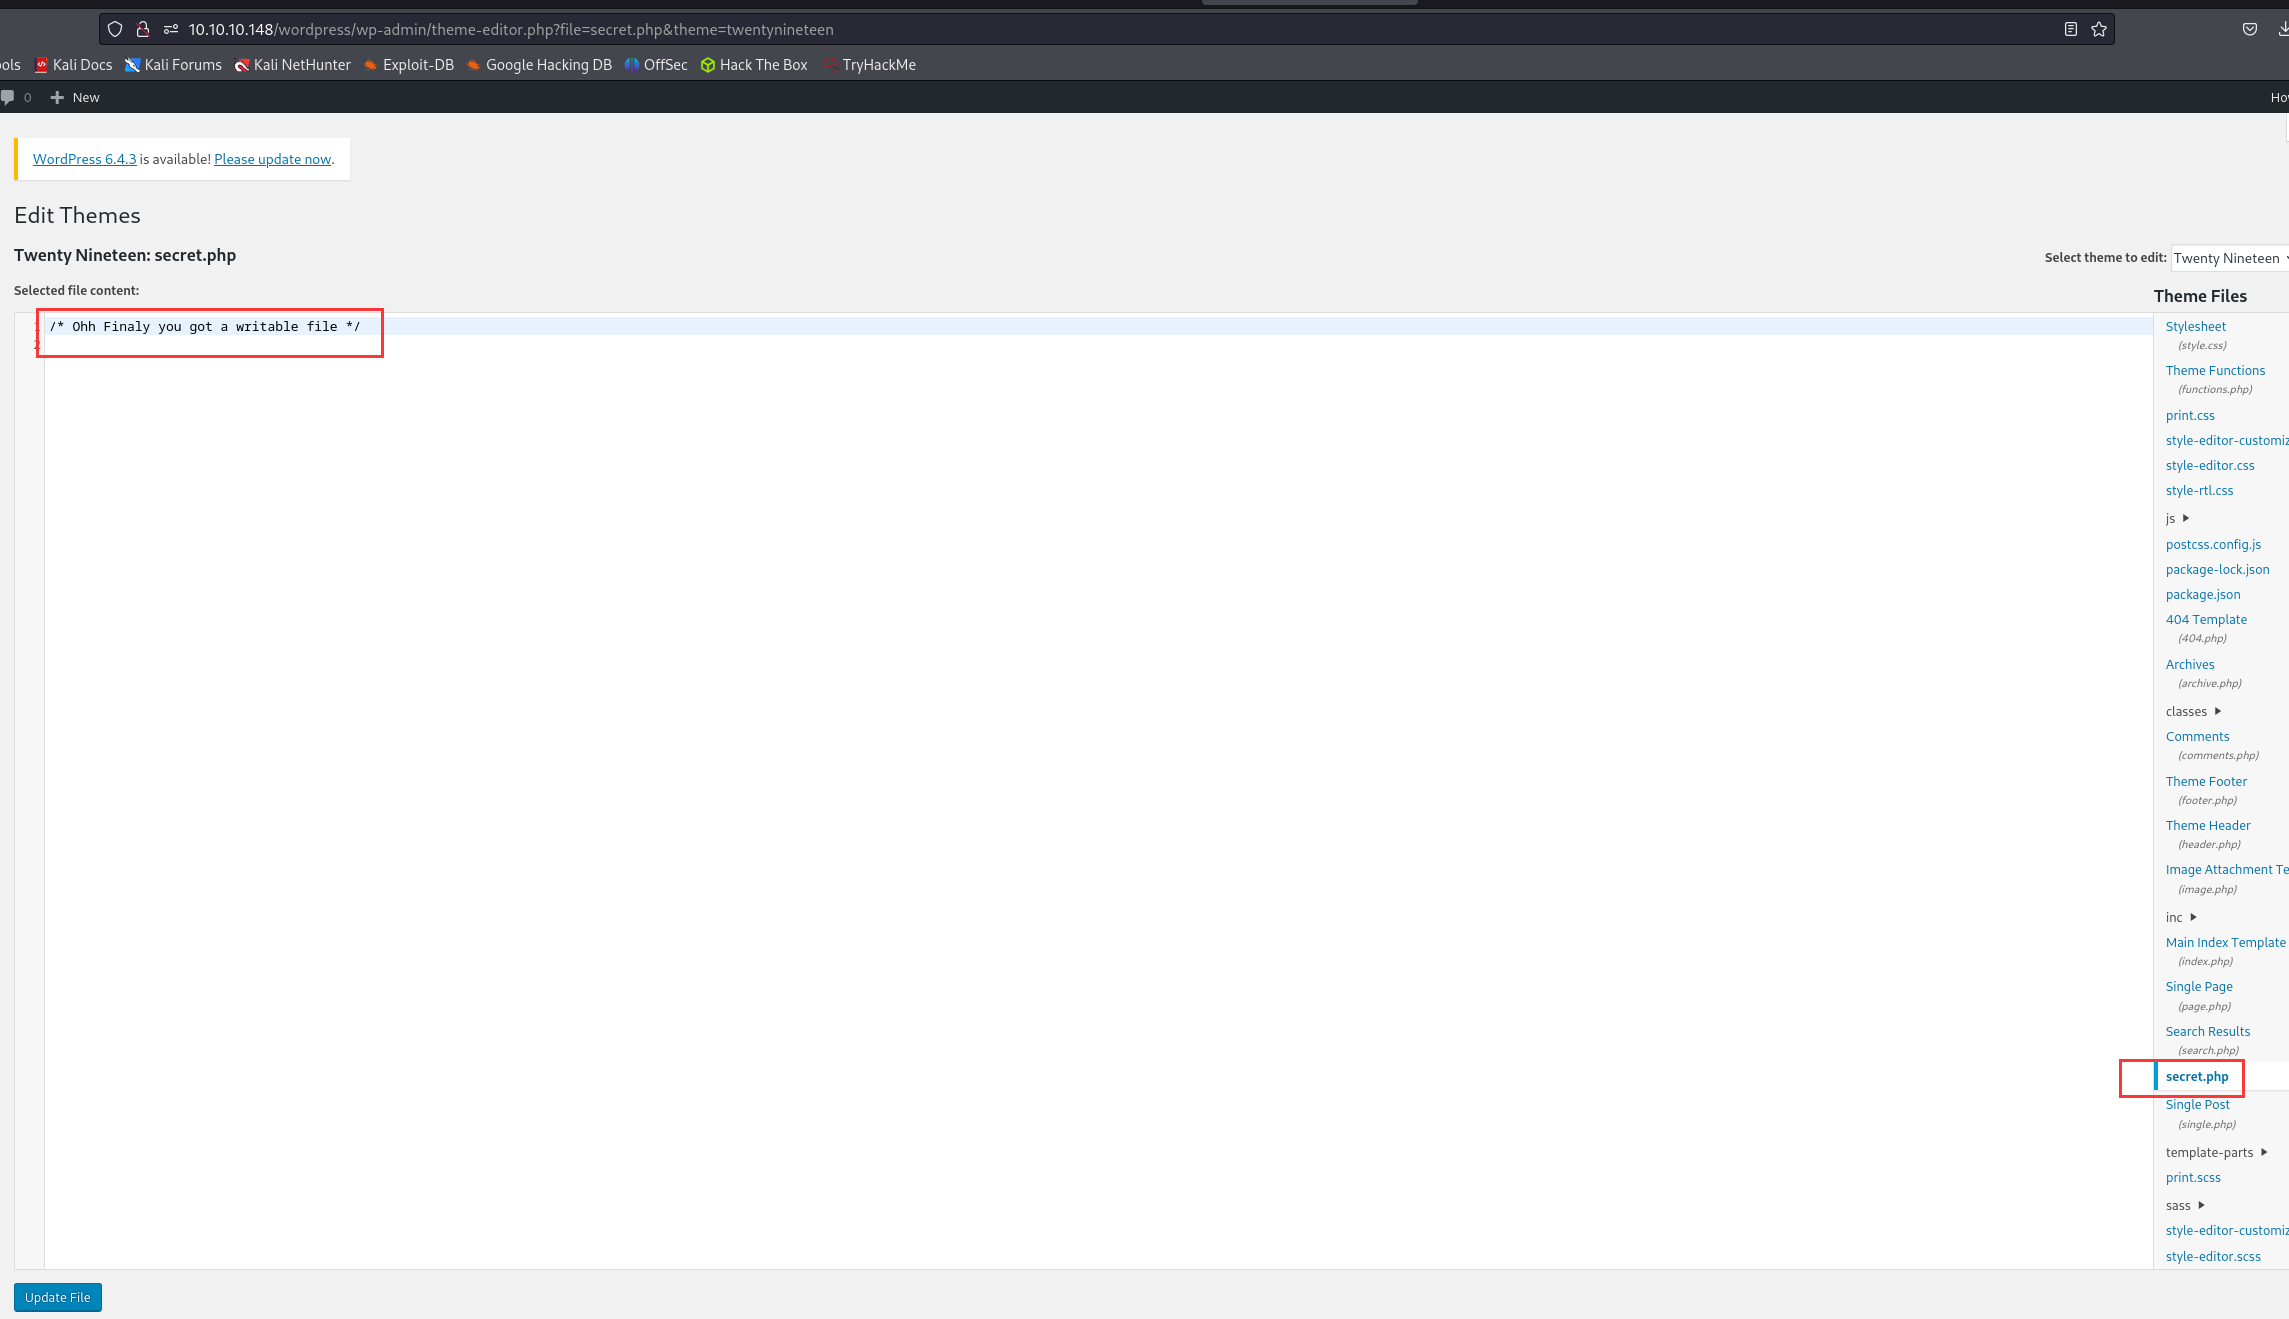 10.10.10.148/wordpress/wp-admin/theme-editor.php?file=secret.php&theme=twentynineteen
ols Kali Docs Kali Forums Kali NetHunter Exploit-DB Google Hacking DB OffSec Hack The Box TryHackMe
0 New Ho
WordPress 6.4.3 is available! Please update now.
Edit Themes
Twenty Nineteen: secret.php
Select theme to edit: Twenty Nineteen
Selected file content:
Theme Files
1 /* Ohh Finaly you got a writable file */
2
Stylesheet
(style.css)
Theme Functions
(functions.php)
print.css
style-editor-customiz
style-editor.css
style-rtl.css
js
postcss.config.js
package-lock.json
package.json
404 Template
(404.php)
Archives
(archive.php)
classes
Comments
(comments.php)
Theme Footer
(footer.php)
Theme Header
(header.php)
Image Attachment Te
(image.php)
inc
Main Index Template
(index.php)
Single Page
(page.php)
Search Results
(search.php)
secret.php
Single Post
(single.php)
template-parts
print.scss
sass
style-editor-customiz
style-editor.scss
Update File